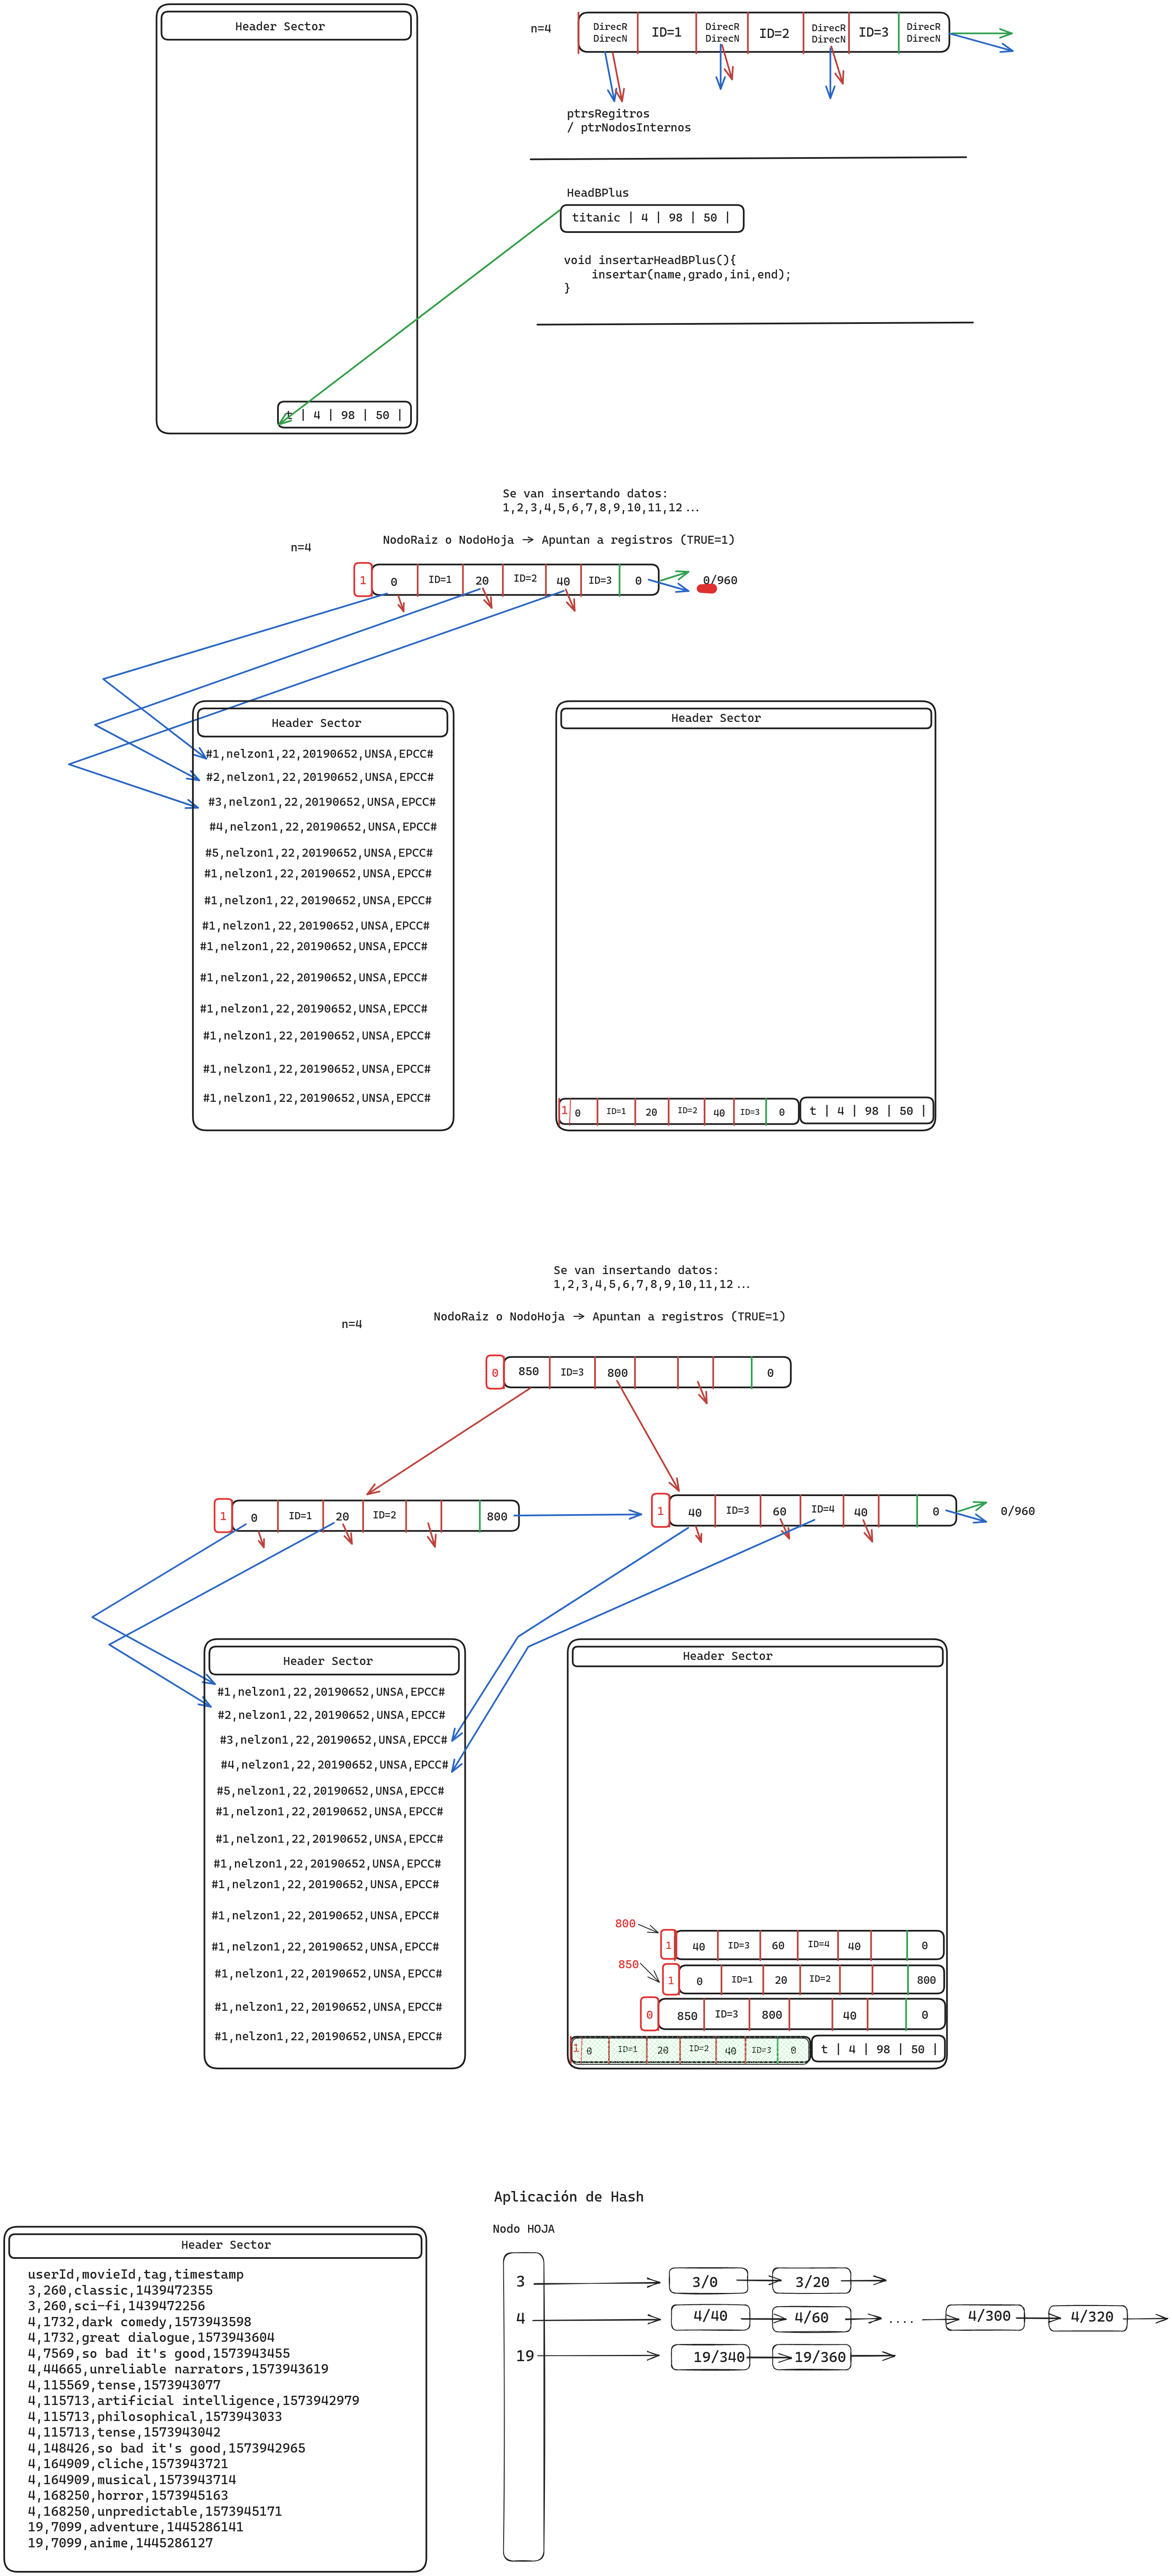 Header Sector
n=4
DirecR DirecN | ID=1 | DirecR DirecN | ID=2 | DirecR DirecN | ID=3 | DirecR DirecN
ptrsRegitros
/ ptrNodosInternos
HeadBPlus
titanic | 4 | 98 | 50 |
void insertarHeadBPlus(){
insertar(name,grado,ini,end);
}
t | 4 | 98 | 50 |
Se van insertando datos:
1,2,3,4,5,6,7,8,9,10,11,12...
NodoRaiz o NodoHoja → Apuntan a registros (TRUE=1)
n=4
1 0 ID=1 20 ID=2 40 ID=3 0
0/960
Header Sector
#1,nelzon1,22,20190652,UNSA,EPCC#
#2,nelzon1,22,20190652,UNSA,EPCC#
#3,nelzon1,22,20190652,UNSA,EPCC#
#4,nelzon1,22,20190652,UNSA,EPCC#
#5,nelzon1,22,20190652,UNSA,EPCC#
#1,nelzon1,22,20190652,UNSA,EPCC#
#1,nelzon1,22,20190652,UNSA,EPCC#
#1,nelzon1,22,20190652,UNSA,EPCC#
#1,nelzon1,22,20190652,UNSA,EPCC#
#1,nelzon1,22,20190652,UNSA,EPCC#
#1,nelzon1,22,20190652,UNSA,EPCC#
#1,nelzon1,22,20190652,UNSA,EPCC#
#1,nelzon1,22,20190652,UNSA,EPCC#
#1,nelzon1,22,20190652,UNSA,EPCC#
Header Sector
1 0 ID=1 20 ID=2 40 ID=3 0
t | 4 | 98 | 50 |
Se van insertando datos:
1,2,3,4,5,6,7,8,9,10,11,12...
NodoRaiz o NodoHoja → Apuntan a registros (TRUE=1)
n=4
0 850 ID=3 800 0
1 0 ID=1 20 ID=2 800
1 40 ID=3 60 ID=4 40 0
0/960
Header Sector
#1,nelzon1,22,20190652,UNSA,EPCC#
#2,nelzon1,22,20190652,UNSA,EPCC#
#3,nelzon1,22,20190652,UNSA,EPCC#
#4,nelzon1,22,20190652,UNSA,EPCC#
#5,nelzon1,22,20190652,UNSA,EPCC#
#1,nelzon1,22,20190652,UNSA,EPCC#
#1,nelzon1,22,20190652,UNSA,EPCC#
#1,nelzon1,22,20190652,UNSA,EPCC#
#1,nelzon1,22,20190652,UNSA,EPCC#
#1,nelzon1,22,20190652,UNSA,EPCC#
#1,nelzon1,22,20190652,UNSA,EPCC#
#1,nelzon1,22,20190652,UNSA,EPCC#
#1,nelzon1,22,20190652,UNSA,EPCC#
#1,nelzon1,22,20190652,UNSA,EPCC#
Header Sector
800
1 40 ID=3 60 ID=4 40 0
850
1 0 ID=1 20 ID=2 800
0 850 ID=3 800 40 0
1 0 ID=1 20 ID=2 40 ID=3 0
t | 4 | 98 | 50 |
Aplicación de Hash
Header Sector
userId,movieId,tag,timestamp
3,260,classic,1439472355
3,260,sci-fi,1439472256
4,1732,dark comedy,1573943598
4,1732,great dialogue,1573943604
4,7569,so bad it's good,1573943455
4,44665,unreliable narrators,1573943619
4,115569,tense,1573943077
4,115713,artificial intelligence,1573942979
4,115713,philosophical,1573943033
4,115713,tense,1573943042
4,148426,so bad it's good,1573942965
4,164909,cliche,1573943721
4,164909,musical,1573943714
4,168250,horror,1573945163
4,168250,unpredictable,1573945171
19,7099,adventure,1445286141
19,7099,anime,1445286127
Nodo HOJA
3 3/0 3/20
4 4/40 4/60 .... 4/300 4/320
19 19/340 19/360